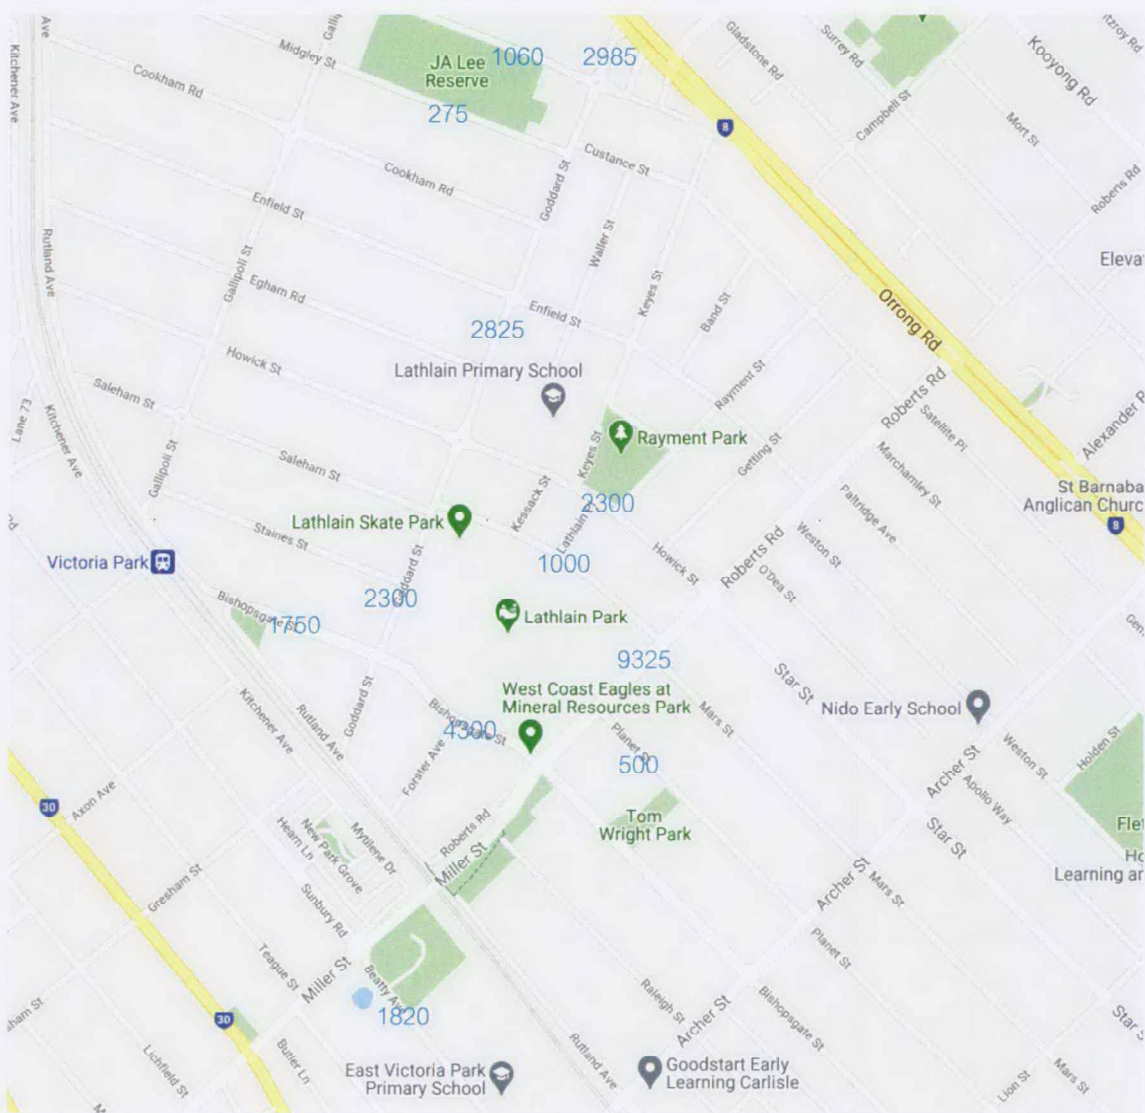 Ave
Kitchener Ave
Midgley St
Cookham Rd
JA Lee
Reserve
1060
2985
275
Gladstone Rd
Surrey Rd
Kooyong Rd
Campbell St
Mort St
Roberts Rd
8
Custance St
Cookham Rd
Goddard St
Enfield St
Waller St
Rutland Ave
Gallipoli St
Egham Rd
Keyes St
Enfield St
Band St
2825
Orrong Rd
Howick St
Lathlain Primary School
Saleham St
Lane 73
Kitchener Ave
Rayment St
Roberts Rd
Satellite Pl
Rayment Park
Keyes St
Getting St
Marchamley St
Gallipoli St
Saleham St
Kessack St
2300
Paltridge Ave
St Barnaba
Anglican Churc
8
Lathlain Skate Park
Staines St
Weston St
Howick St
Roberts Rd
O'Dea St
Victoria Park
1000
Bishopsgate St
1750
2300
Goddard St
Lathlain Park
9325
Star St
West Coast Eagles at
Mineral Resources Park
Mars St
Nido Early School
Kitchener Ave
Rutland Ave
Goddard St
Bishopsgate St
4300
Forster Ave
500
Weston St
Holden St
Archer St
Apollo Way
30
Axon Ave
Hearn Ln
New Park Grove
Mytilene Dr
Roberts Rd
Miller St
Tom
Wright Park
Star St
Gresham St
Sunbury Rd
Archer St
Mars St
Learning ar
Teague St
Miller St
Planet St
Raleigh St
Bishopsgate St
Archer St
30
1820
Lichfield St
Butler Ln
East Victoria Park
Primary School
Rutland Ave
Goodstart Early
Learning Carlisle
Lion St
Mars St